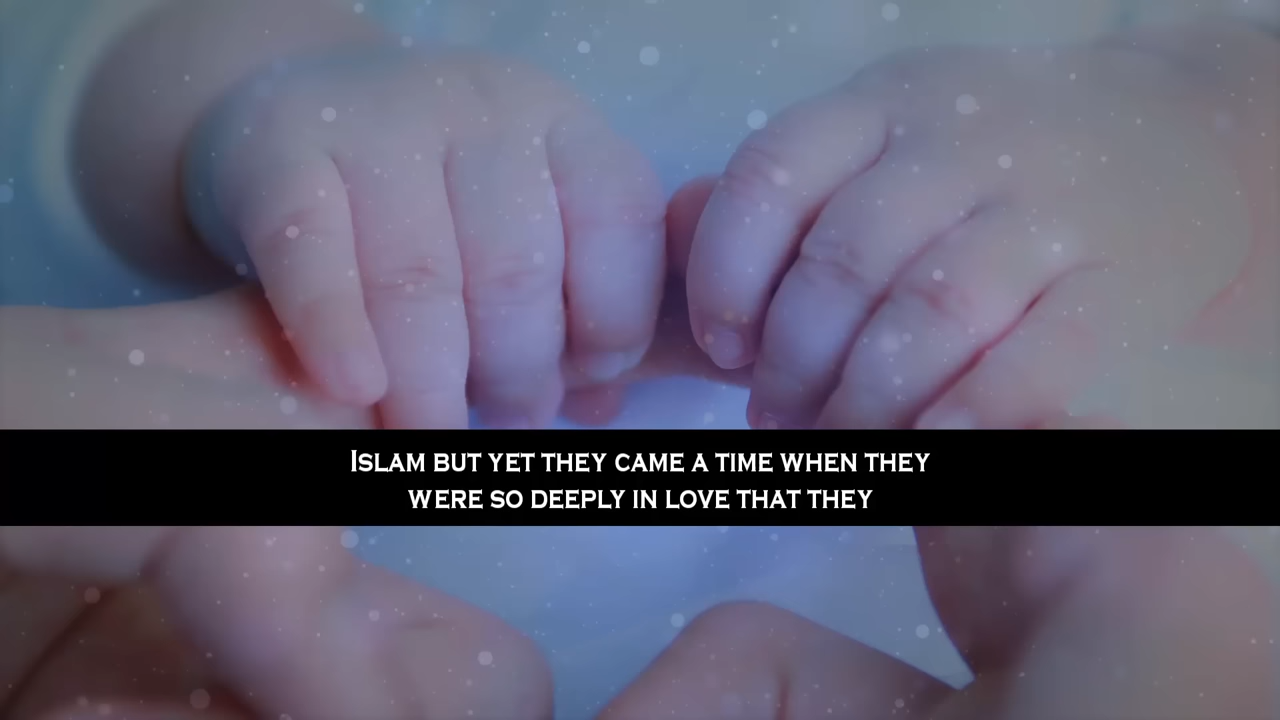 Islam but yet they came a time when they
were so deeply in love that they